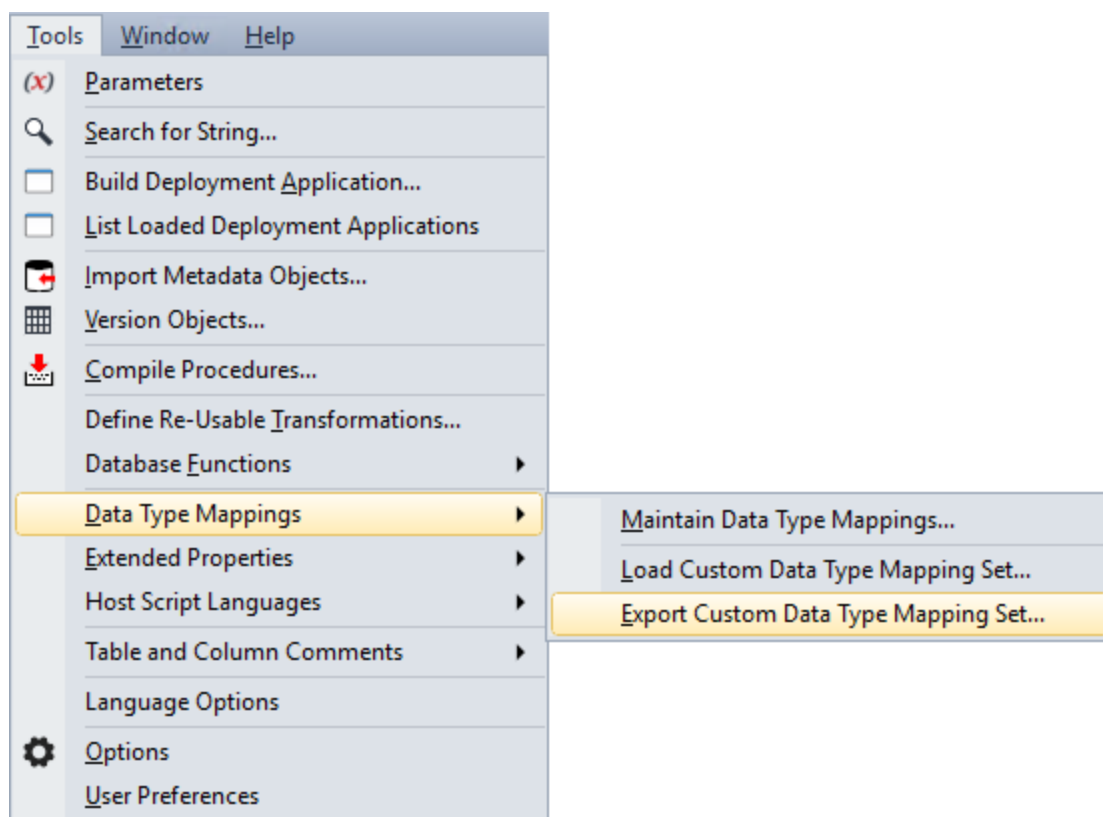 Tools Window Help
(x) Parameters
Search for String...
Build Deployment Application...
List Loaded Deployment Applications
Import Metadata Objects...
Version Objects...
Compile Procedures...
Define Re-Usable Transformations...
Database Functions
Data Type Mappings
Maintain Data Type Mappings...
Extended Properties
Load Custom Data Type Mapping Set...
Host Script Languages
Export Custom Data Type Mapping Set...
Table and Column Comments
Language Options
Options
User Preferences